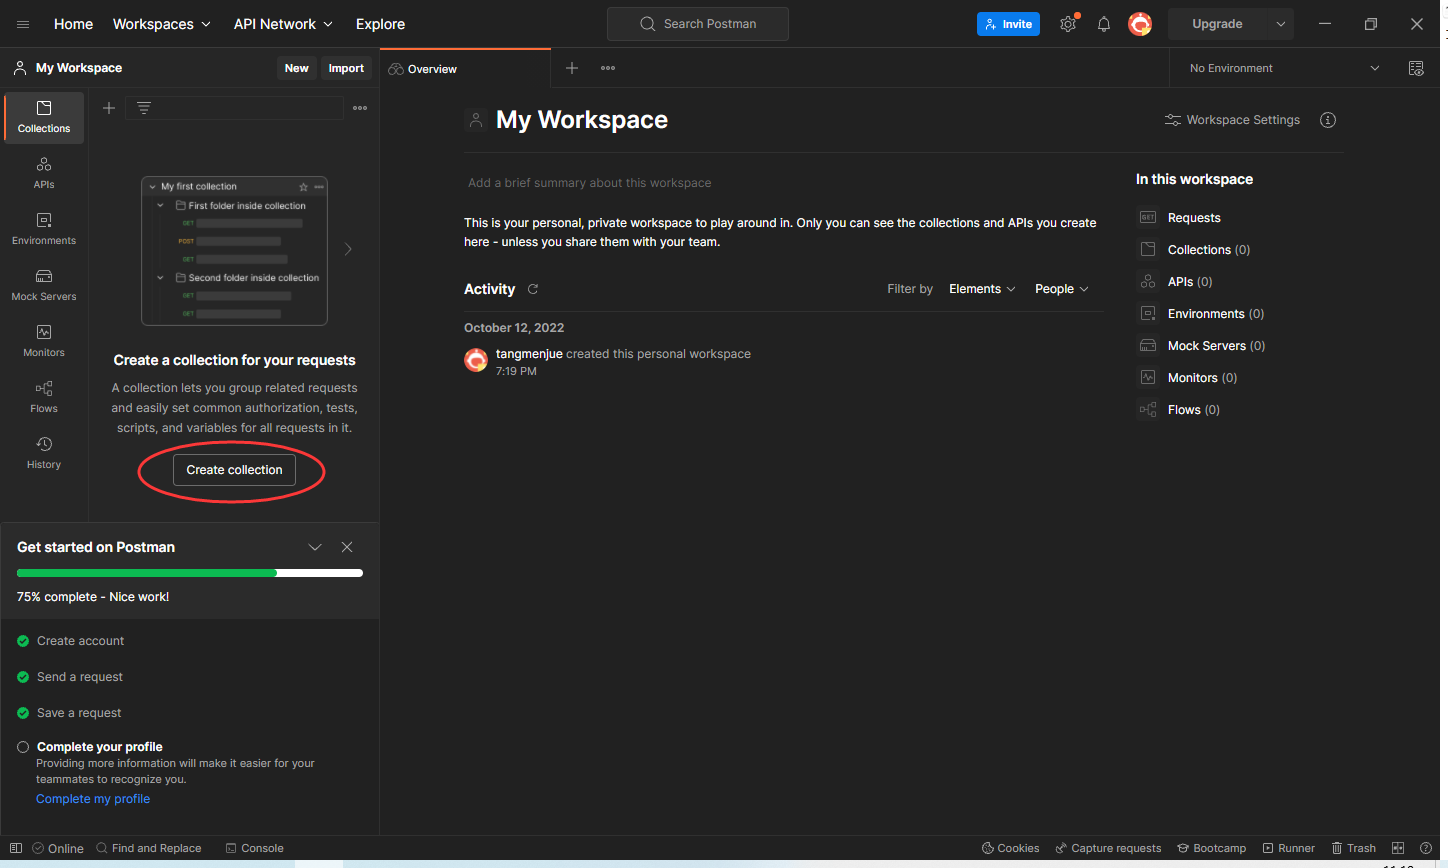 Home Workspaces API Network Explore Search Postman Invite Upgrade
My Workspace New Import Overview No Environment
Collections
APIs
Environments
Mock Servers
Monitors
Flows
History
My first collection
First folder inside collection
GET
POST
GET
Second folder inside collection
GET
GET
Create a collection for your requests
A collection lets you group related requests
and easily set common authorization, tests,
scripts, and variables for all requests in it.
Create collection
Get started on Postman
75% complete - Nice work!
Create account
Send a request
Save a request
Complete your profile
Providing more information will make it easier for your
teammates to recognize you.
Complete my profile
My Workspace
Workspace Settings
Add a brief summary about this workspace
This is your personal, private workspace to play around in. Only you can see the collections and APIs you create
here - unless you share them with your team.
Activity Filter by Elements People
October 12, 2022
tangmenjue created this personal workspace
7:19 PM
In this workspace
GET Requests
Collections (0)
APIs (0)
Environments (0)
Mock Servers (0)
Monitors (0)
Flows (0)
Online Find and Replace Console Cookies Capture requests Bootcamp Runner Trash